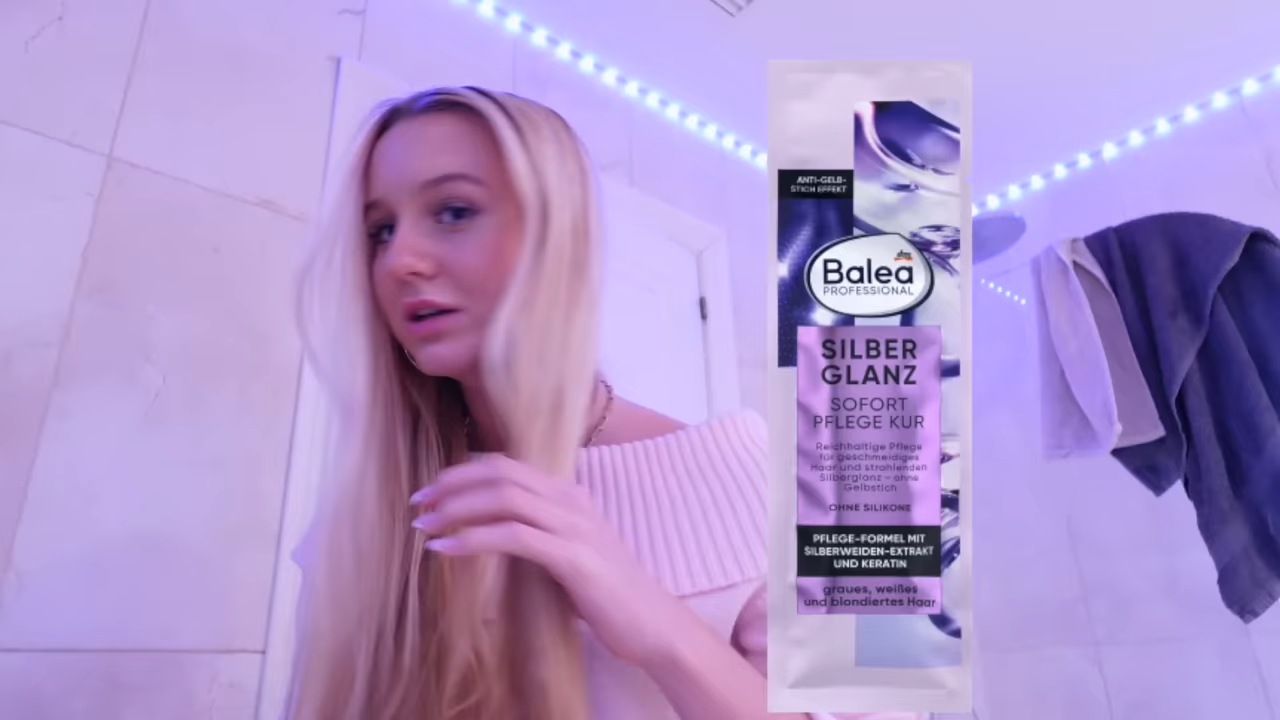 ANTI-GELB-
STICH EFFEKT
dm
Balea
PROFESSIONAL
SILBER
GLANZ
SOFORT
PFLEGE KUR
Reichhaltige Pflege
für geschmeidiges
Haar und strahlenden
Silberglanz – ohne
Gelbstich
OHNE SILIKONE
PFLEGE-FORMEL MIT
SILBERWEIDEN-EXTRAKT
UND KERATIN
graues, weißes
und blondiertes Haar